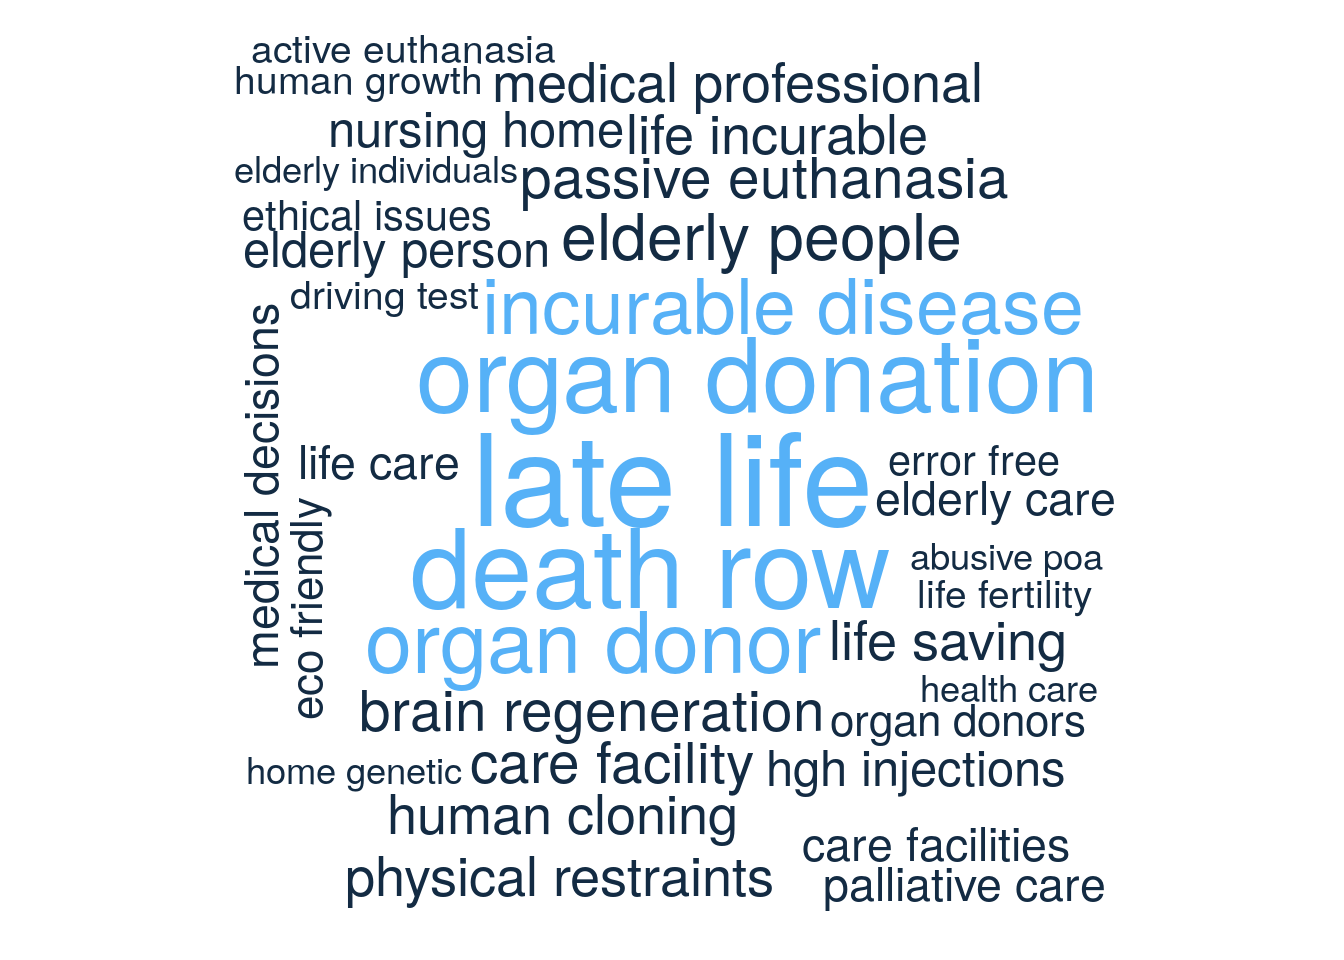 active euthanasia
human growth
medical professional
nursing home
life incurable
elderly individuals
passive euthanasia
ethical issues
elderly person
elderly people
driving test
incurable disease
organ donation
medical decisions
life care
late life
error free
elderly care
eco friendly
death row
abusive poa
life fertility
organ donor
life saving
health care
brain regeneration
organ donors
home genetic
care facility
hgh injections
human cloning
care facilities
physical restraints
palliative care